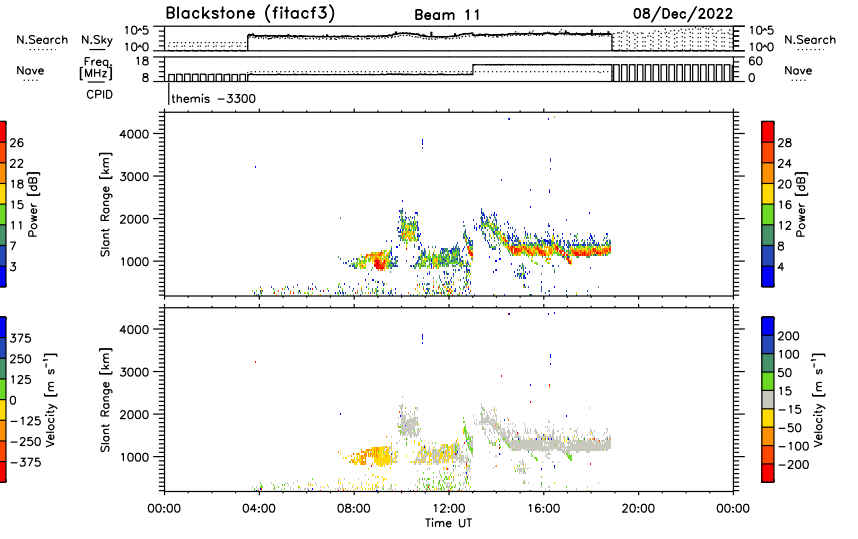 Blackstone (fitacf3) Beam 11 08/Dec/2022
N.Search N.Sky 10^5 10^0 10^5 10^0 N.Search
Nave Freq. [MHz] 18 8 60 0 Nave
CPID themis -3300
26 22 18 15 11 7 3 Power [dB]
Slant Range [km] 4000 3000 2000 1000
28 24 20 16 12 8 4 Power [dB]
375 250 125 0 -125 -250 -375 Velocity [m s⁻¹]
Slant Range [km] 4000 3000 2000 1000
200 100 50 15 -15 -50 -100 -200 Velocity [m s⁻¹]
00:00 04:00 08:00 12:00 16:00 20:00 00:00
Time UT